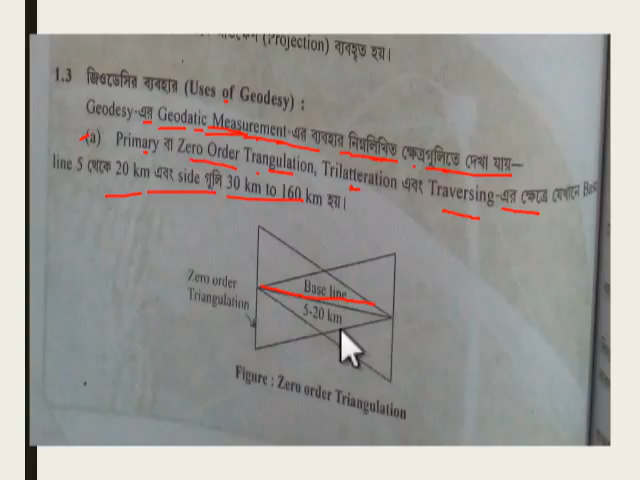 (Projection) ব্যবহৃত হয়।
1.3 জিওডেসির ব্যবহার (Uses of Geodesy) :
Geodesy-এর Geodatic Measurement-এর ব্যবহার নিম্নলিখিত ক্ষেত্রগুলিতে দেখা যায়—
(a) Primary বা Zero Order Trangulation, Trilatteration এবং Traversing-এর ক্ষেত্রে যেখানে Base
line 5 থেকে 20 km এবং side গুলি 30 km to 160 km হয়।
Zero order
Triangulation
Base line
5-20 km
Figure : Zero order Triangulation